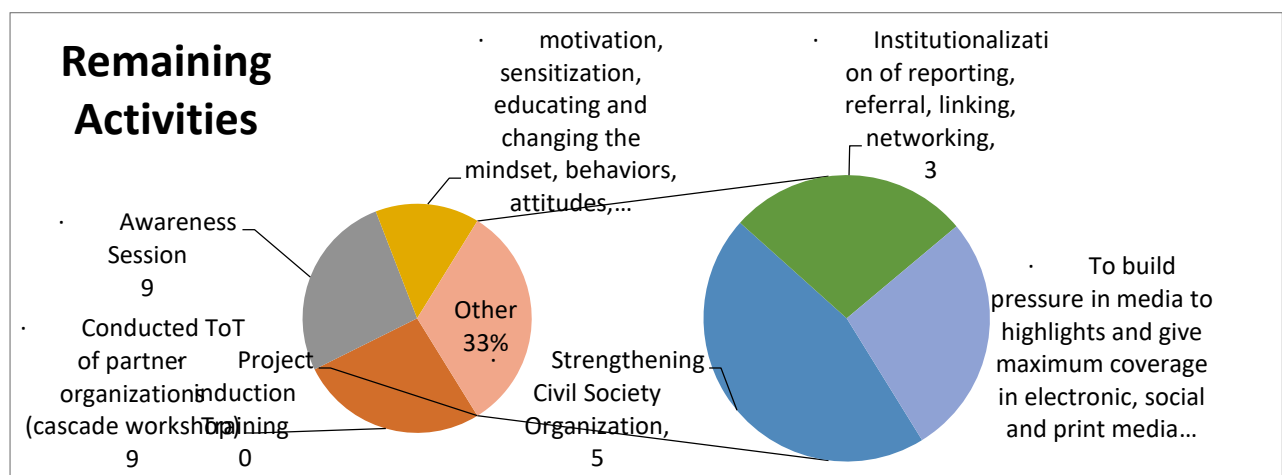 Remaining
Activities
· motivation,
sensitization,
educating and
changing the
mindset, behaviors,
attitudes,…
· Institutionalizati
on of reporting,
referral, linking,
networking,
3
· Awareness
Session
9
· Conducted ToT
of partner
organizations
(cascade workshop)…
9
· Project
induction
Training
0
Other
33%
· Strengthening
Civil Society
Organization,
5
· To build
pressure in media to
highlights and give
maximum coverage
in electronic, social
and print media…